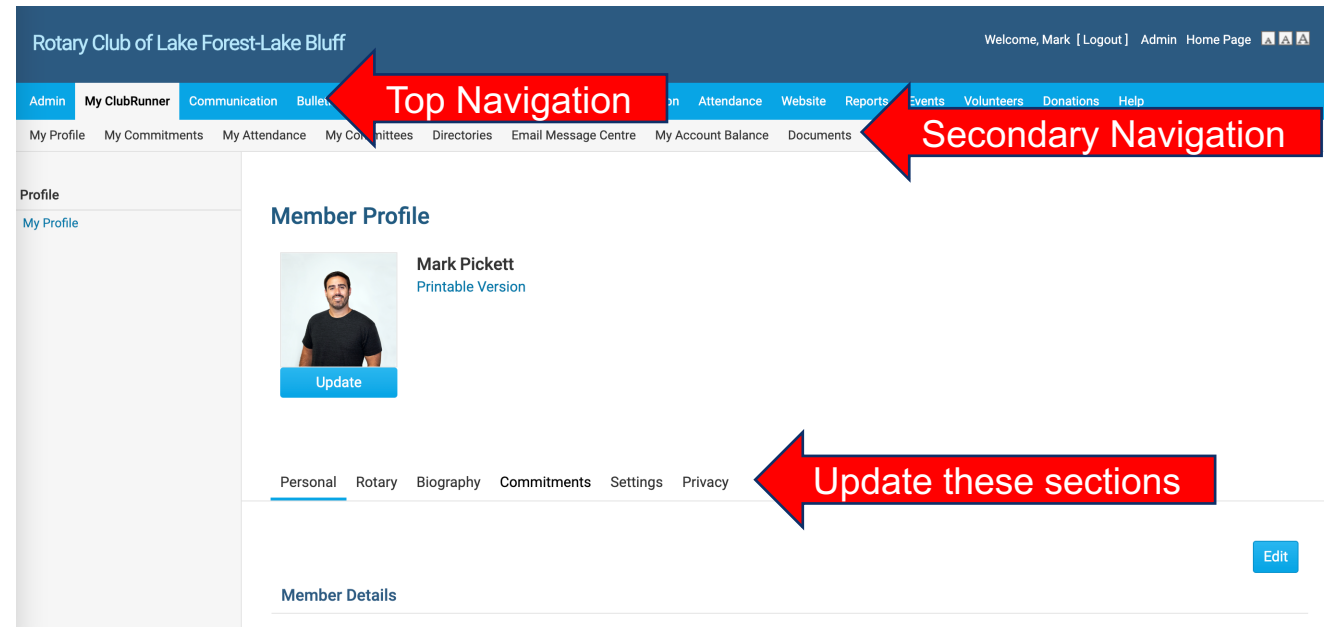 Rotary Club of Lake Forest-Lake Bluff
Welcome, Mark [ Logout ] Admin Home Page A A A
Admin My ClubRunner Communication Top Navigation Attendance Website Reports Events Volunteers Donations Help
My Profile My Commitments My Attendance My Committees Directories Email Message Centre My Account Balance Documents Secondary Navigation
Profile
My Profile
Member Profile
Mark Pickett
Printable Version
Update
Personal Rotary Biography Commitments Settings Privacy Update these sections
Edit
Member Details